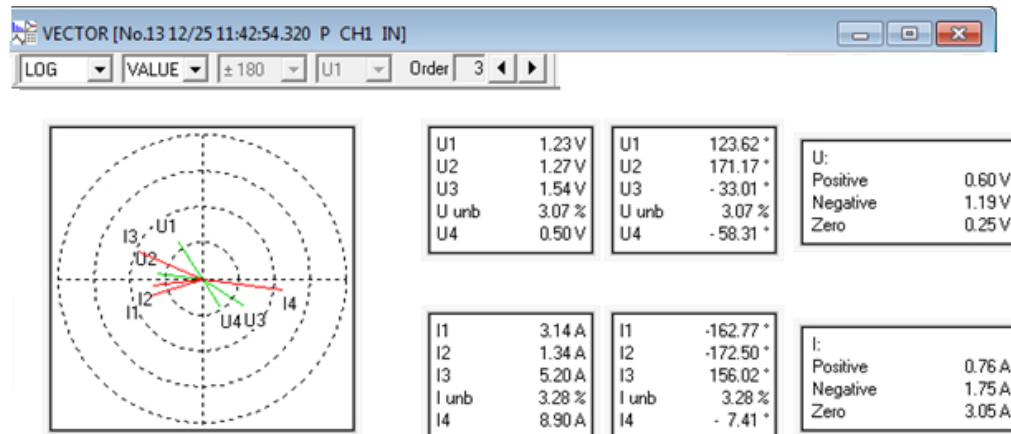 VECTOR [No.13 12/25 11:42:54.320 P CH1 IN]
LOG VALUE ± 180 U1 Order 3
U1
I3
U2
I2
I1
I4
U4 U3
U1 1.23 V
U2 1.27 V
U3 1.54 V
U unb 3.07 %
U4 0.50 V
U1 123.62 °
U2 171.17 °
U3 - 33.01 °
U unb 3.07 %
U4 - 58.31 °
U:
Positive 0.60 V
Negative 1.19 V
Zero 0.25 V
I1 3.14 A
I2 1.34 A
I3 5.20 A
I unb 3.28 %
I4 8.90 A
I1 -162.77 °
I2 -172.50 °
I3 156.02 °
I unb 3.28 %
I4 - 7.41 °
I:
Positive 0.76 A
Negative 1.75 A
Zero 3.05 A